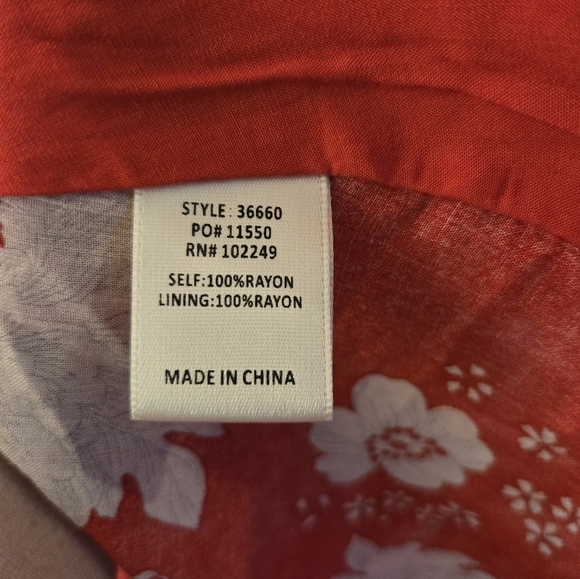 STYLE: 36660
PO# 11550
RN# 102249
SELF:100%RAYON
LINING:100%RAYON
MADE IN CHINA